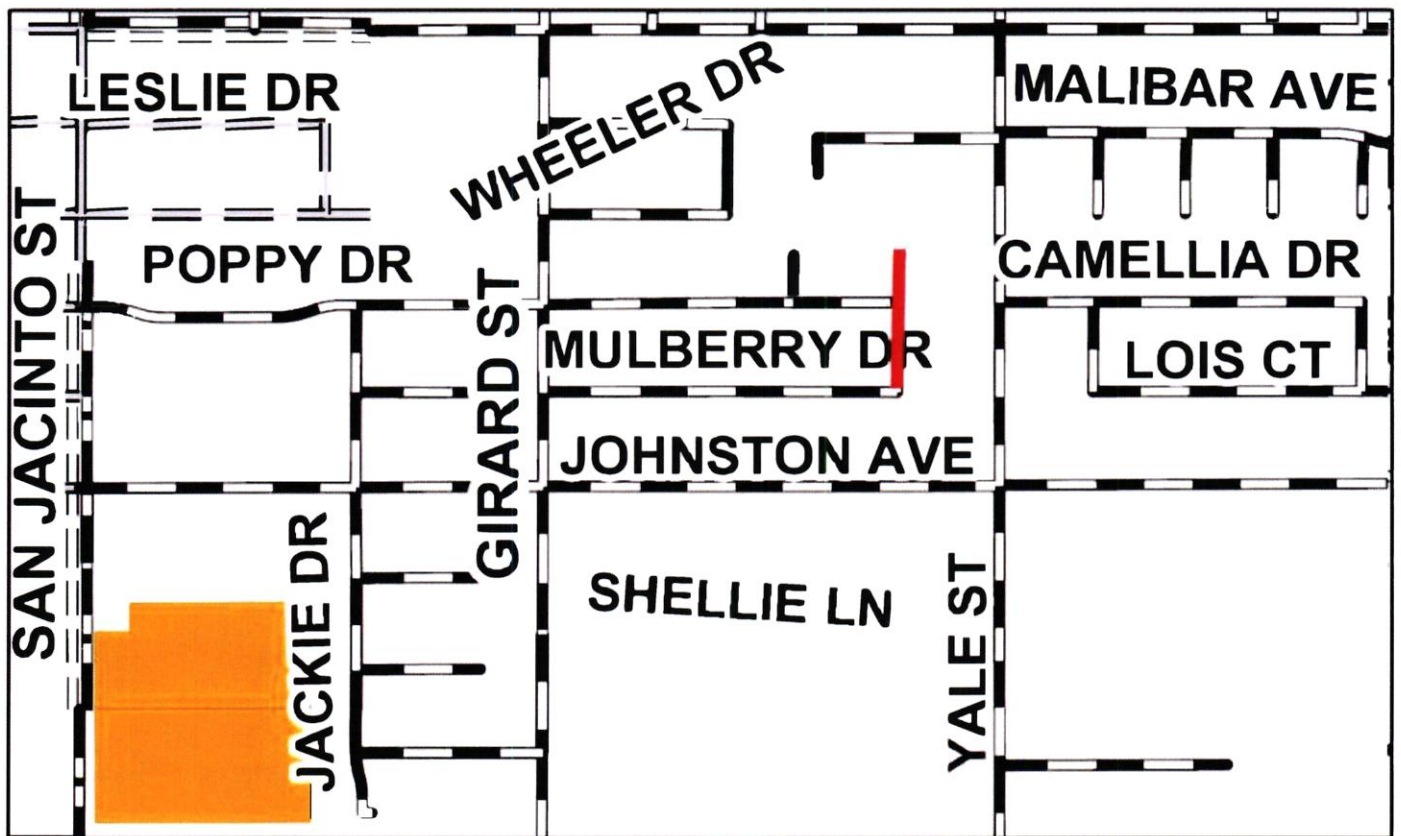 LESLIE DR
WHEELER DR
MALIBAR AVE
SAN JACINTO ST
POPPY DR
GIRARD ST
CAMELLIA DR
MULBERRY DR
LOIS CT
JOHNSTON AVE
JACKIE DR
SHELLIE LN
YALE ST